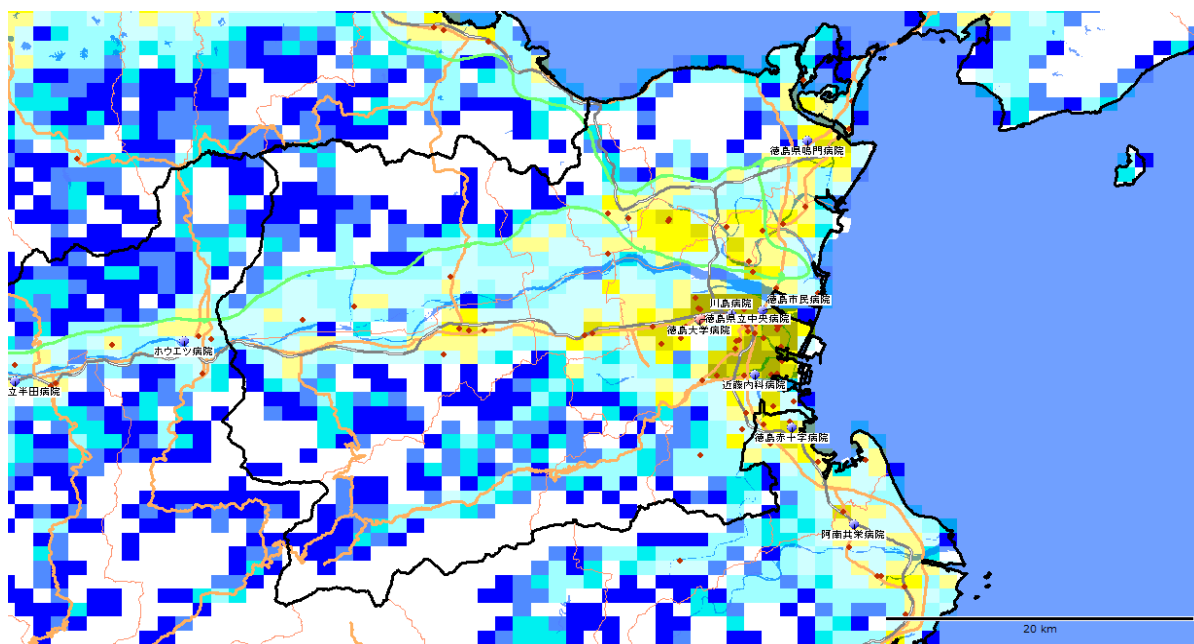 徳島県鳴門病院
川島病院
徳島市民病院
徳島県立中央病院
徳島大学病院
ホウエツ病院
近藤内科病院
立半田病院
徳島赤十字病院
阿南共栄病院
20 km